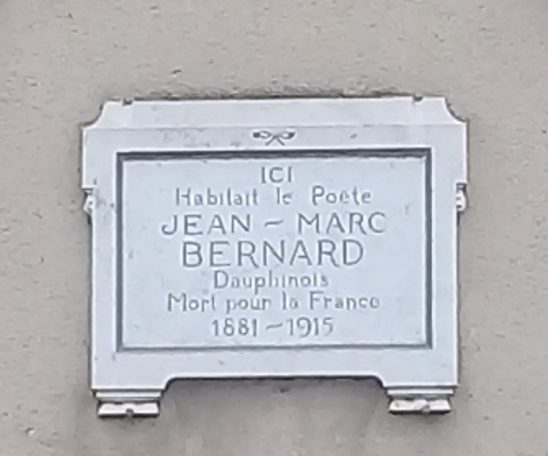 ICI
Habitait le Poète
JEAN ~ MARC
BERNARD
Dauphinois
Mort pour la France
1881 ~ 1915